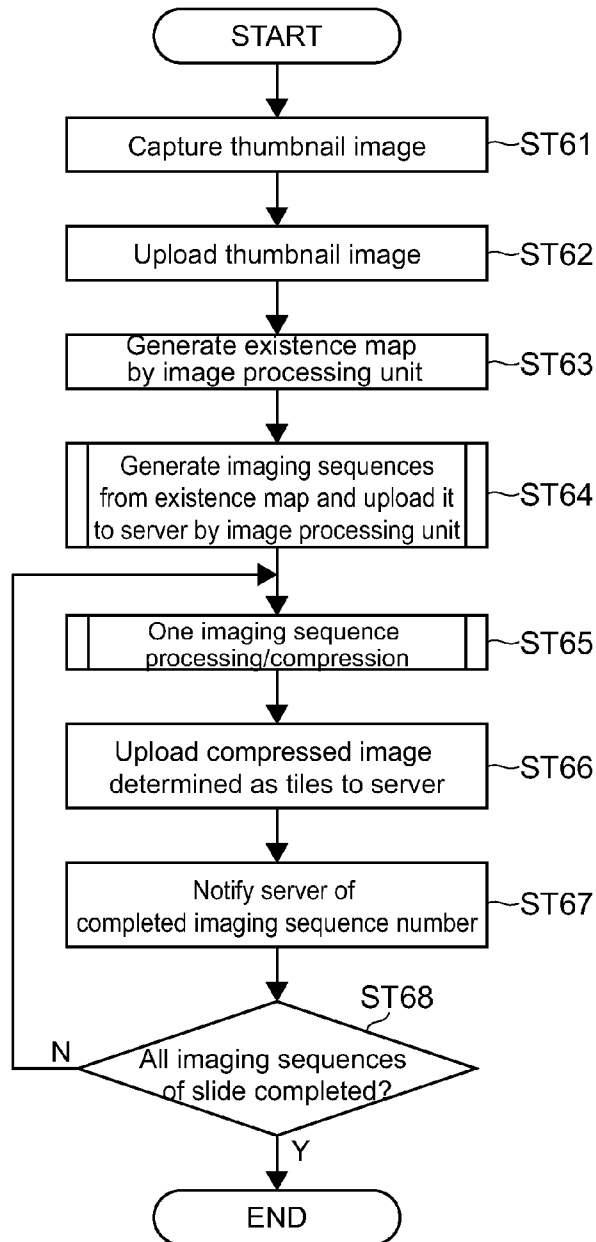 START
Capture thumbnail image
ST61
Upload thumbnail image
ST62
Generate existence map
by image processing unit
ST63
Generate imaging sequences
from existence map and upload it
to server by image processing unit
ST64
One imaging sequence
processing/compression
ST65
Upload compressed image
determined as tiles to server
ST66
Notify server of
completed imaging sequence number
ST67
ST68
N
All imaging sequences
of slide completed?
Y
END